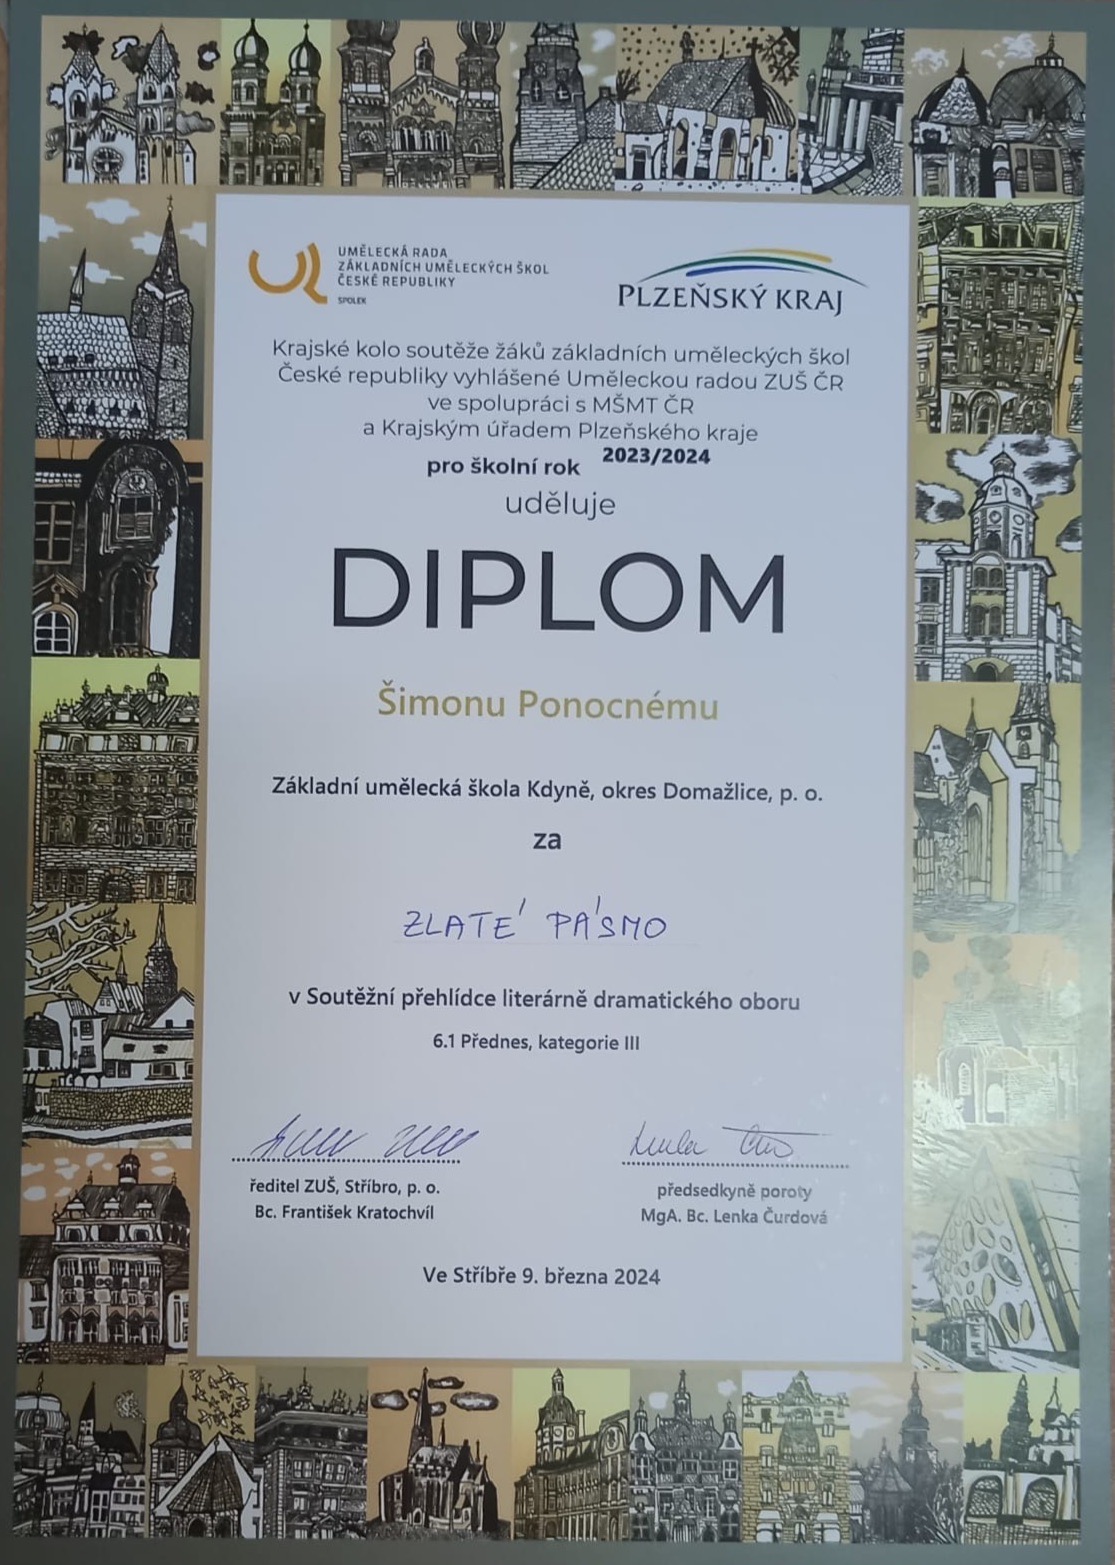 UMĚLECKÁ RADA
ZÁKLADNÍCH UMĚLECKÝCH ŠKOL
ČESKÉ REPUBLIKY
SPOLEK
PLZEŇSKÝ KRAJ
Krajské kolo soutěže žáků základních uměleckých škol
České republiky vyhlášené Uměleckou radou ZUŠ ČR
ve spolupráci s MŠMT ČR
a Krajským úřadem Plzeňského kraje
pro školní rok 2023/2024
uděluje
DIPLOM
Šimonu Ponocnému
Základní umělecká škola Kdyně, okres Domažlice, p. o.
za
ZLATÉ PÁSMO
v Soutěžní přehlídce literárně dramatického oboru
6.1 Přednes, kategorie III
ředitel ZUŠ, Stříbro, p. o.
Bc. František Kratochvíl
předsedkyně poroty
MgA. Bc. Lenka Čurdová
Ve Stříbře 9. března 2024